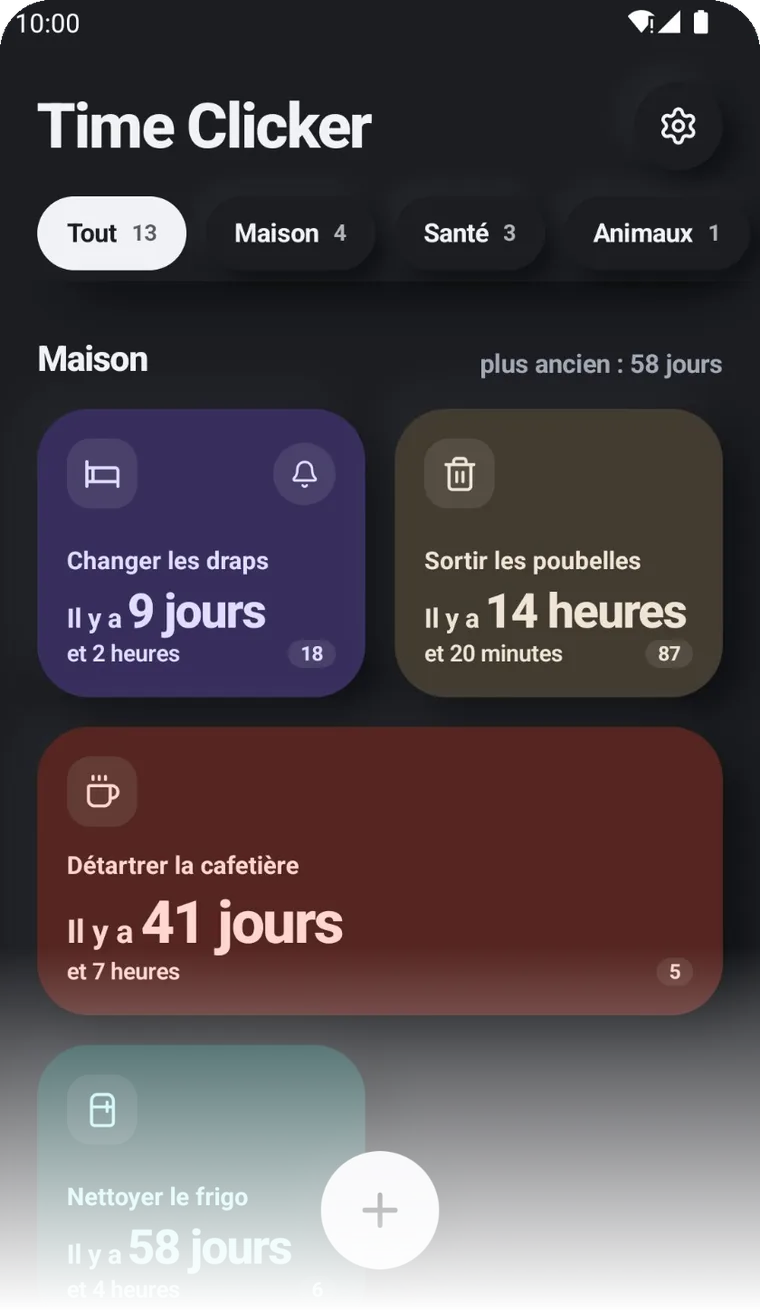 10:00
Time Clicker
Tout 13 Maison 4 Santé 3 Animaux 1
Maison
plus ancien : 58 jours
Changer les draps
Il y a 9 jours
et 2 heures 18
Sortir les poubelles
Il y a 14 heures
et 20 minutes 87
Détartrer la cafetière
Il y a 41 jours
et 7 heures 5
Nettoyer le frigo
Il y a 58 jours
et 4 heures 6